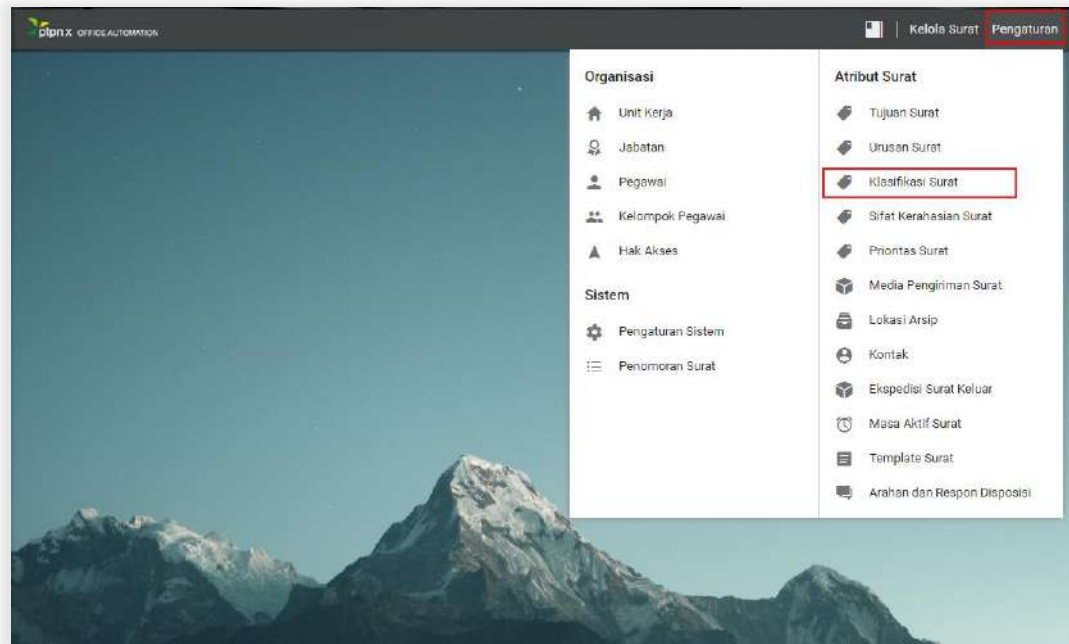 ptpn x OFFICE AUTOMATION
Kelola Surat
Pengaturan
Organisasi
Unit Kerja
Jabatan
Pegawai
Kelompok Pegawai
Hak Akses
Sistem
Pengaturan Sistem
Penomoran Surat
Atribut Surat
Tujuan Surat
Urusan Surat
Klasifikasi Surat
Sifat Kerahasian Surat
Prioritas Surat
Media Pengiriman Surat
Lokasi Arsip
Kontak
Ekspedisi Surat Keluar
Masa Aktif Surat
Template Surat
Arahan dan Respon Disposisi